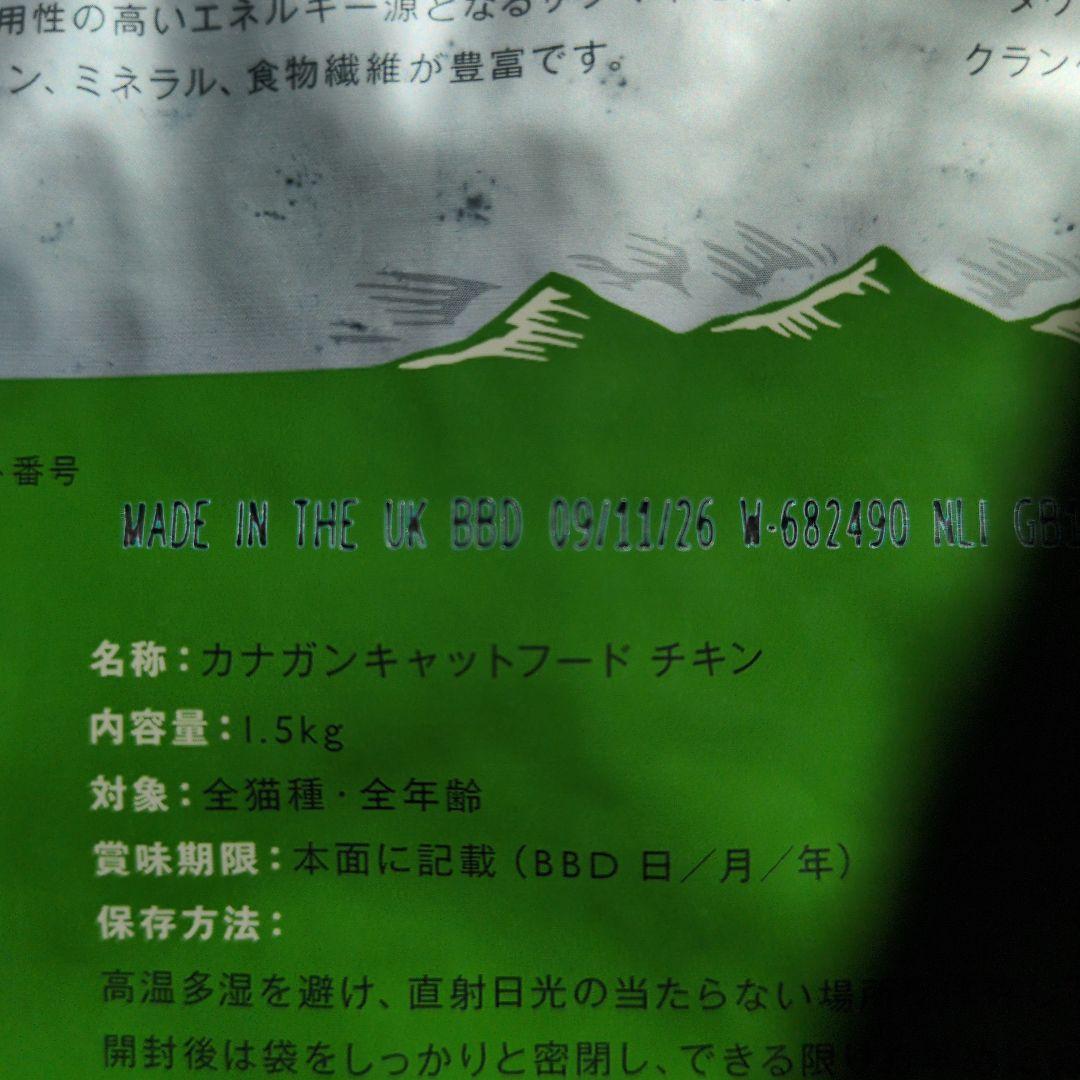 用性の高いエネルギー源となるサツ
ン、ミネラル、食物繊維が豊富です。
クラン
番号
MADE IN THE UK BBD 09/11/26 W-682490 NLI GB
名称：カナガンキャットフード チキン
内容量：1.5kg
対象：全猫種・全年齢
賞味期限：本面に記載（BBD 日／月／年）
保存方法：
高温多湿を避け、直射日光の当たらない場所
開封後は袋をしっかりと密閉し、できる限り